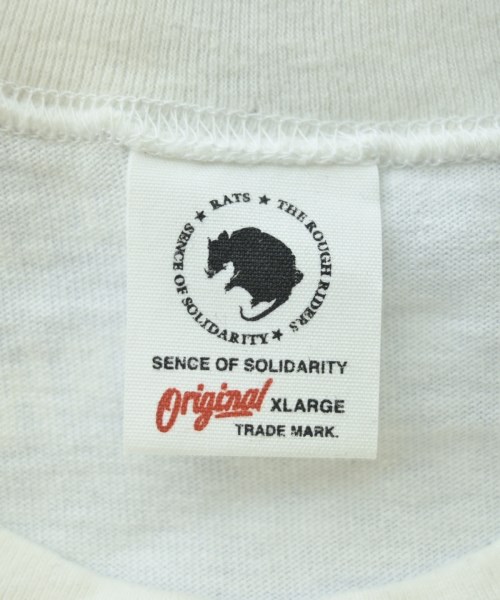 ★ RATS ★ THE ROUGH RIDERS ★ SENCE OF SOLIDARITY
SENCE OF SOLIDARITY
Original XLARGE
TRADE MARK.